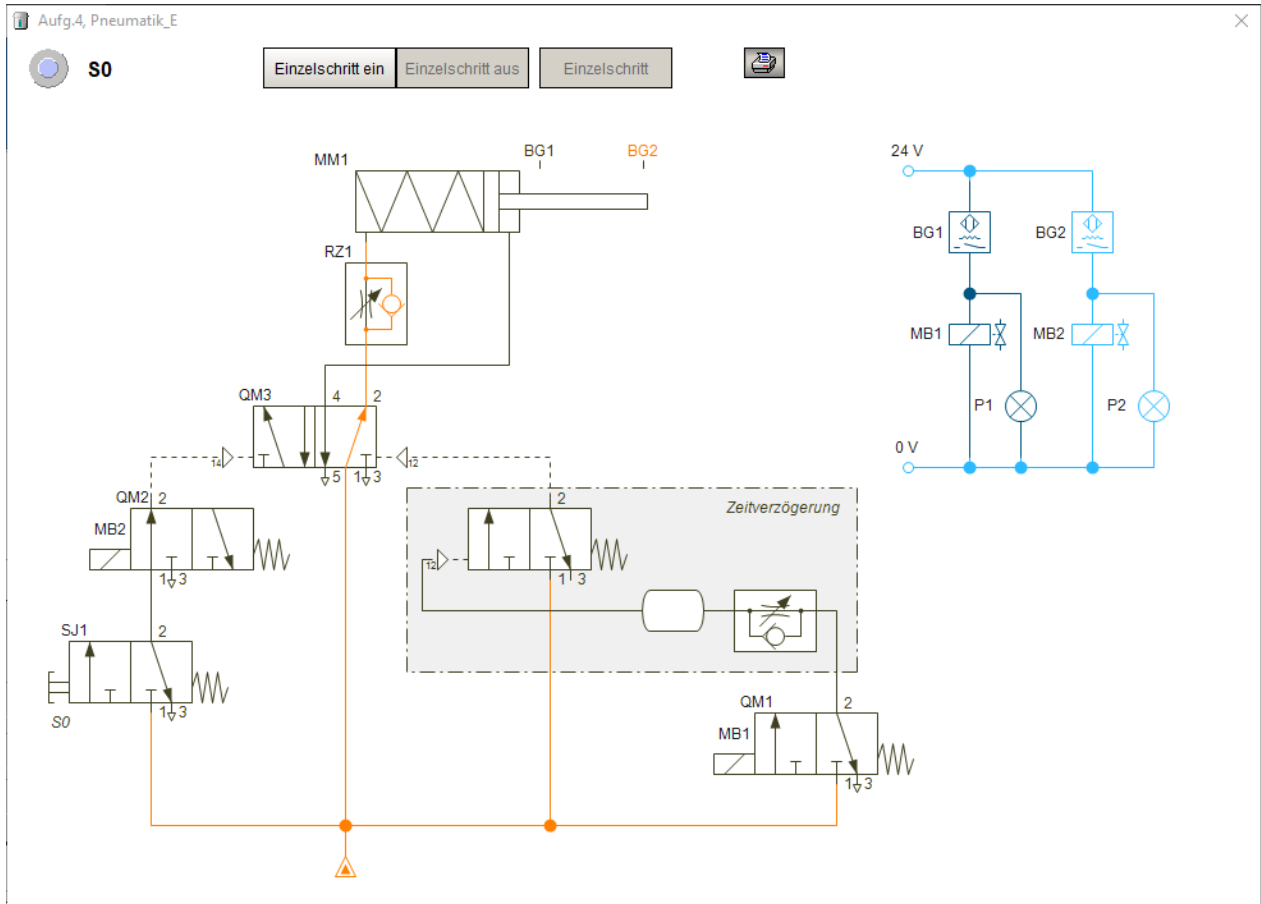 Aufg.4, Pneumatik_E
S0
Einzelschritt ein
Einzelschritt aus
Einzelschritt
MM1
BG1
BG2
RZ1
QM3
4
2
14
12
5
1
3
QM2
2
MB2
1
3
SJ1
2
S0
1
3
Zeitverzögerung
2
12
1
3
QM1
2
MB1
1
3
24 V
BG1
BG2
MB1
MB2
P1
P2
0 V